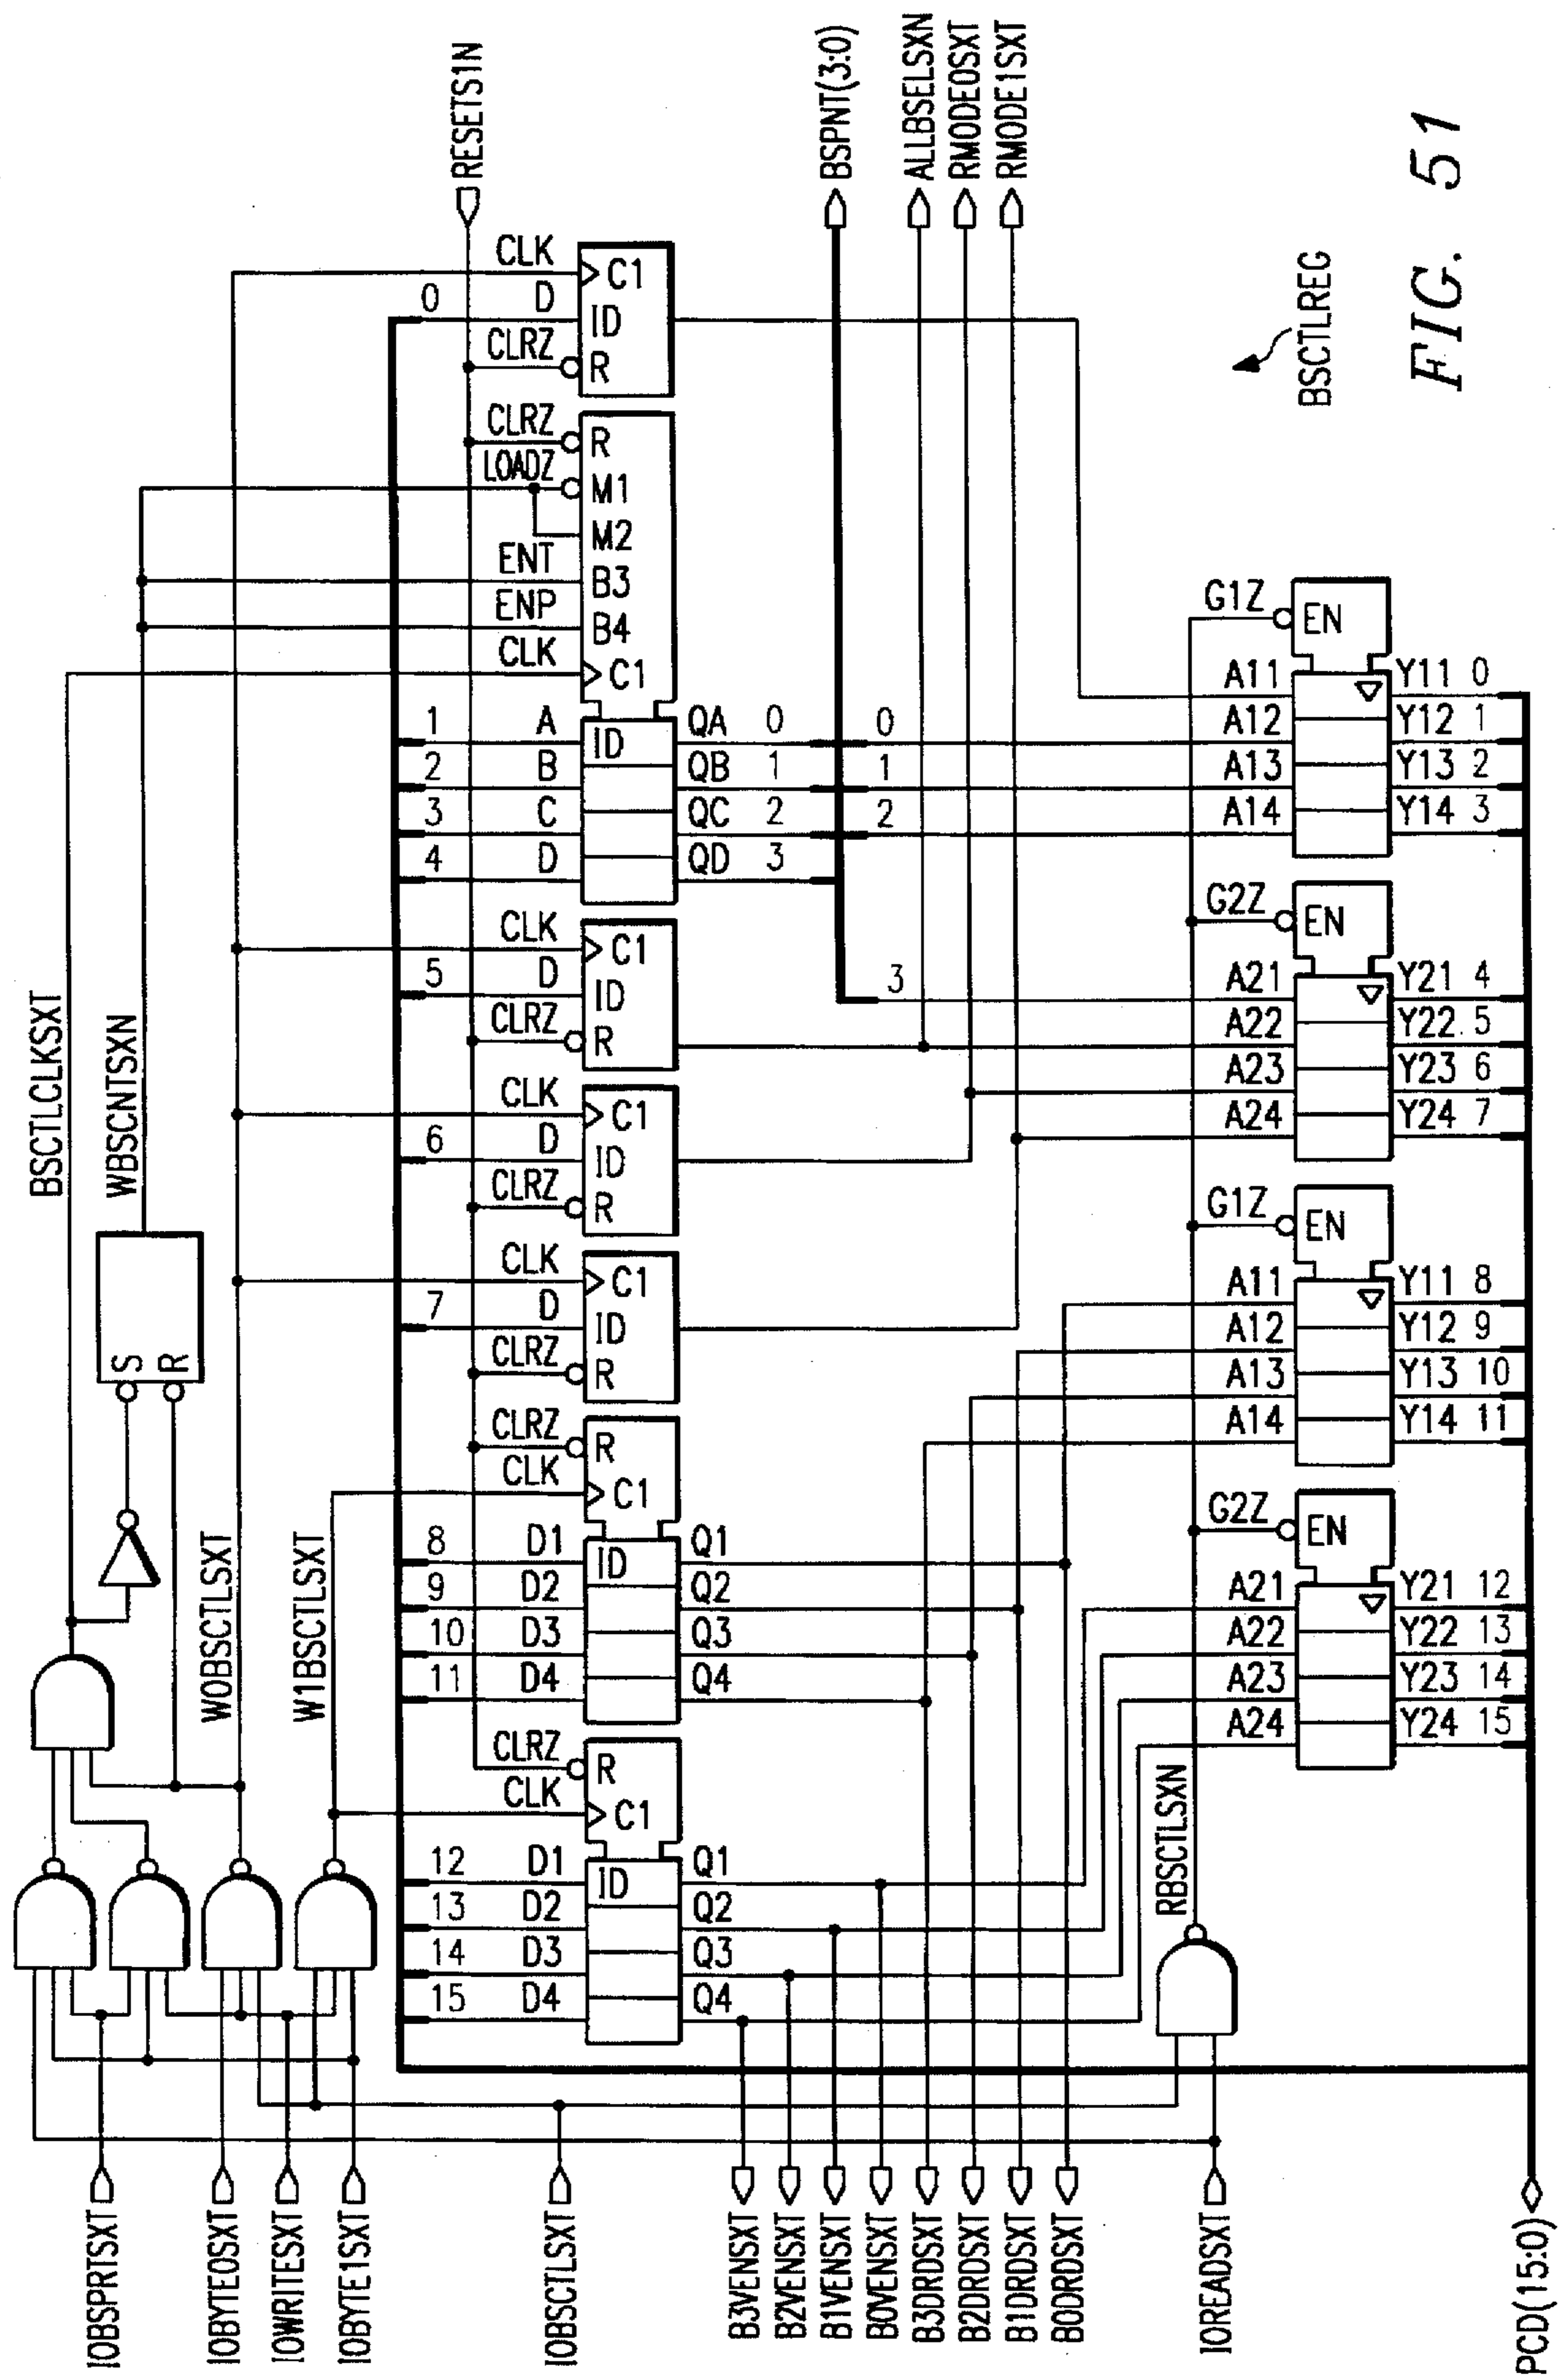 IOBSPRTSXT
IOBYTE0SXT
IOWRITESXT
IOBYTE1SXT
IOBSCTLSXT
B3VENSXT
B2VENSXT
B1VENSXT
B0VENSXT
B3DRDSXT
B2DRDSXT
B1DRDSXT
B0DRDSXT
IOREADSXT
PCD(15:0)
BSCTLCLKSXT
WBSCNTSXN
S
R
W0BSCTLSXT
W1BSCTLSXT
RBSCTLSXN
RESETS1N
BSPNT(3:0)
ALLBSELSXN
RMODE0SXT
RMODE1SXT
CLRZ R
CLK C1
12 D1 ID Q1
13 D2 Q2
14 D3 Q3
15 D4 Q4
CLRZ R
CLK C1
8 D1 ID Q1
9 D2 Q2
10 D3 Q3
11 D4 Q4
CLK C1
7 D ID
CLRZ R
CLK C1
6 D ID
CLRZ R
CLK C1
5 D ID
CLRZ R
CLRZ R
LOADZ M1
M2
ENT B3
ENP B4
CLK C1
1 A ID QA 0 0
2 B QB 1 1
3 C QC 2 2
4 D QD 3
3
CLK C1
0 D ID
CLRZ R
G1Z EN
A11 Y11 0
A12 Y12 1
A13 Y13 2
A14 Y14 3
G2Z EN
A21 Y21 4
A22 Y22 5
A23 Y23 6
A24 Y24 7
G1Z EN
A11 Y11 8
A12 Y12 9
A13 Y13 10
A14 Y14 11
G2Z EN
A21 Y21 12
A22 Y22 13
A23 Y23 14
A24 Y24 15
BSCTLREG
FIG. 51